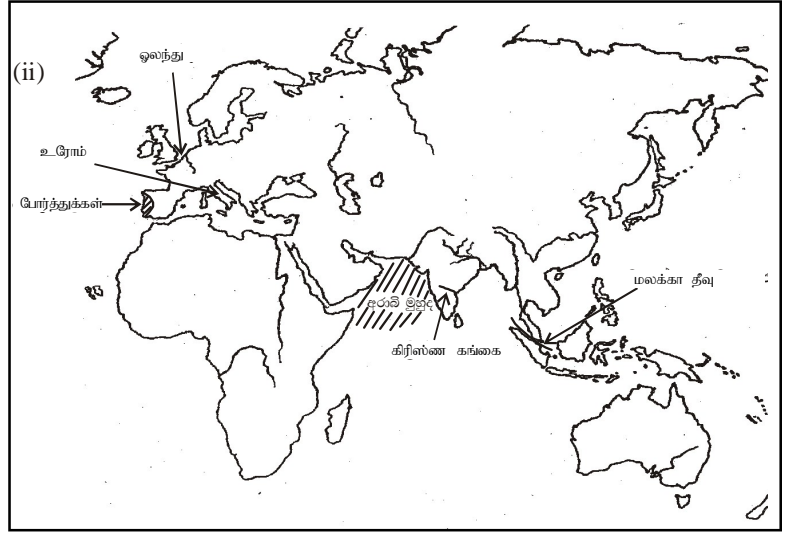 ஒலந்து
(ii)
உரோம்
போர்த்துக்கள்
மலக்கா தீவு
அராபி முஹுத
கிரிஸ்ண கங்கை